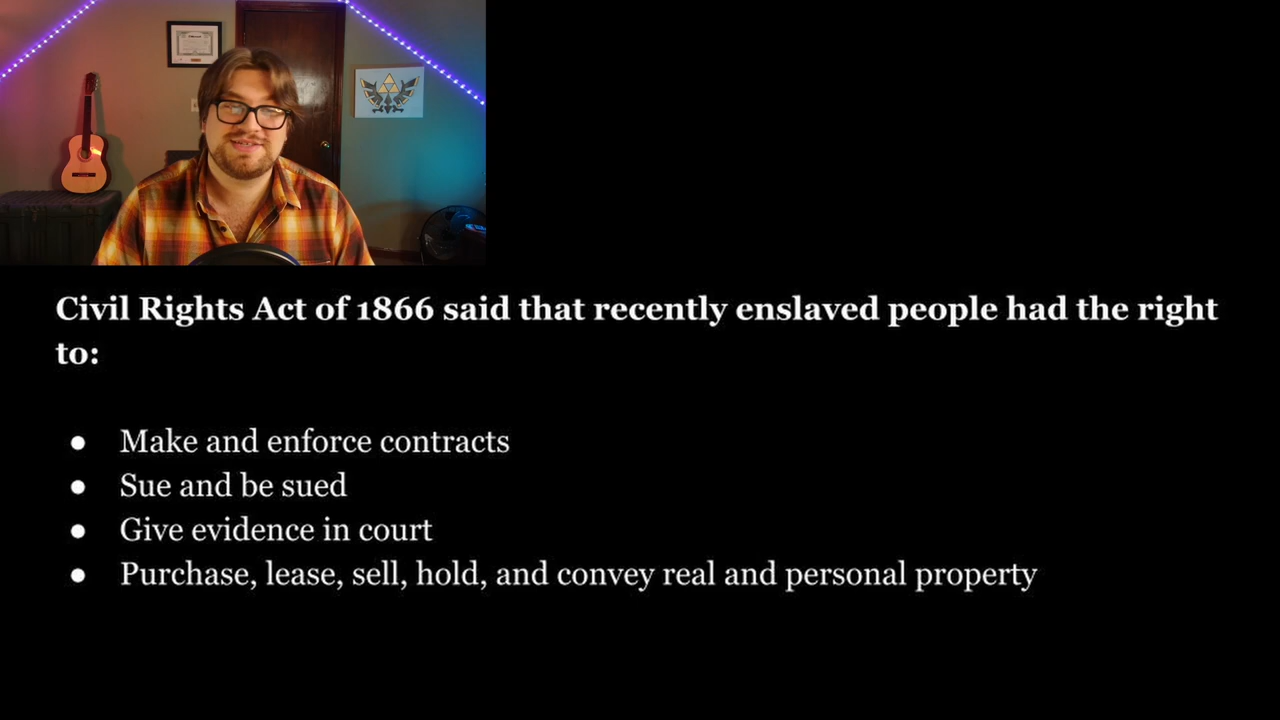 Civil Rights Act of 1866 said that recently enslaved people had the right
to:
● Make and enforce contracts
● Sue and be sued
● Give evidence in court
● Purchase, lease, sell, hold, and convey real and personal property